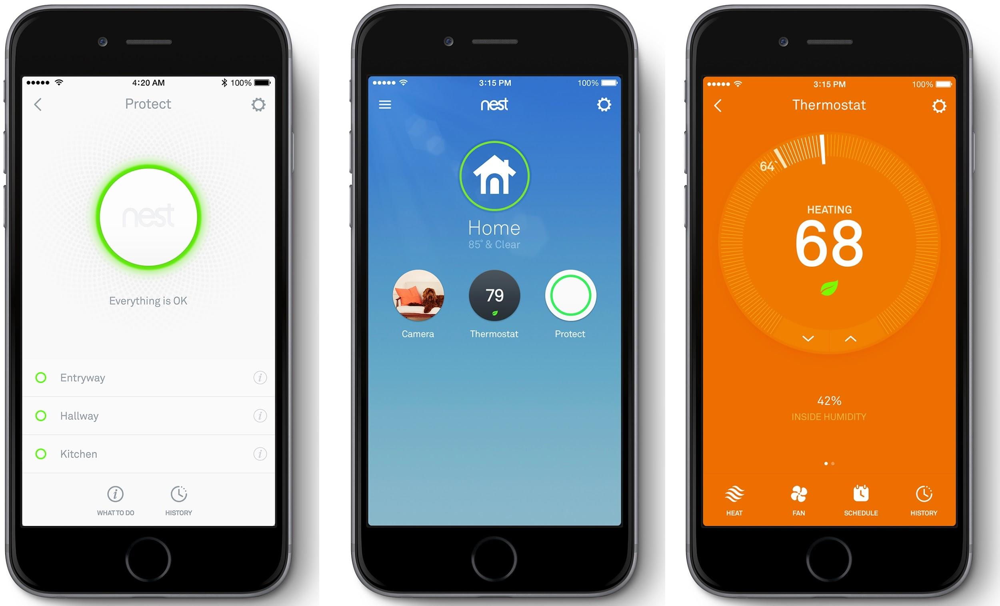 4:20 AM
100%
Protect
nest
Everything is OK
Entryway
Hallway
Kitchen
WHAT TO DO
HISTORY
3:15 PM
100%
nest
Home
85° & Clear
79
Camera
Thermostat
Protect
3:15 PM
100%
Thermostat
64°
HEATING
68
42%
INSIDE HUMIDITY
HEAT
FAN
SCHEDULE
HISTORY